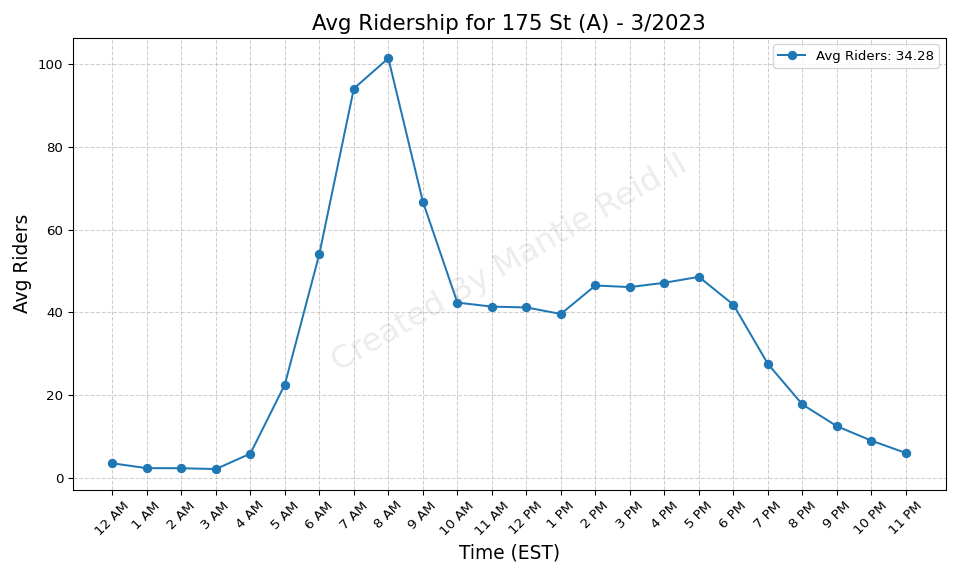 Avg Ridership for 175 St (A) - 3/2023
Avg Riders: 34.28
100
80
60
40
20
0
Avg Riders
Created By Mantie Reid II
12 AM
1 AM
2 AM
3 AM
4 AM
5 AM
6 AM
7 AM
8 AM
9 AM
10 AM
11 AM
12 PM
1 PM
2 PM
3 PM
4 PM
5 PM
6 PM
7 PM
8 PM
9 PM
10 PM
11 PM
Time (EST)